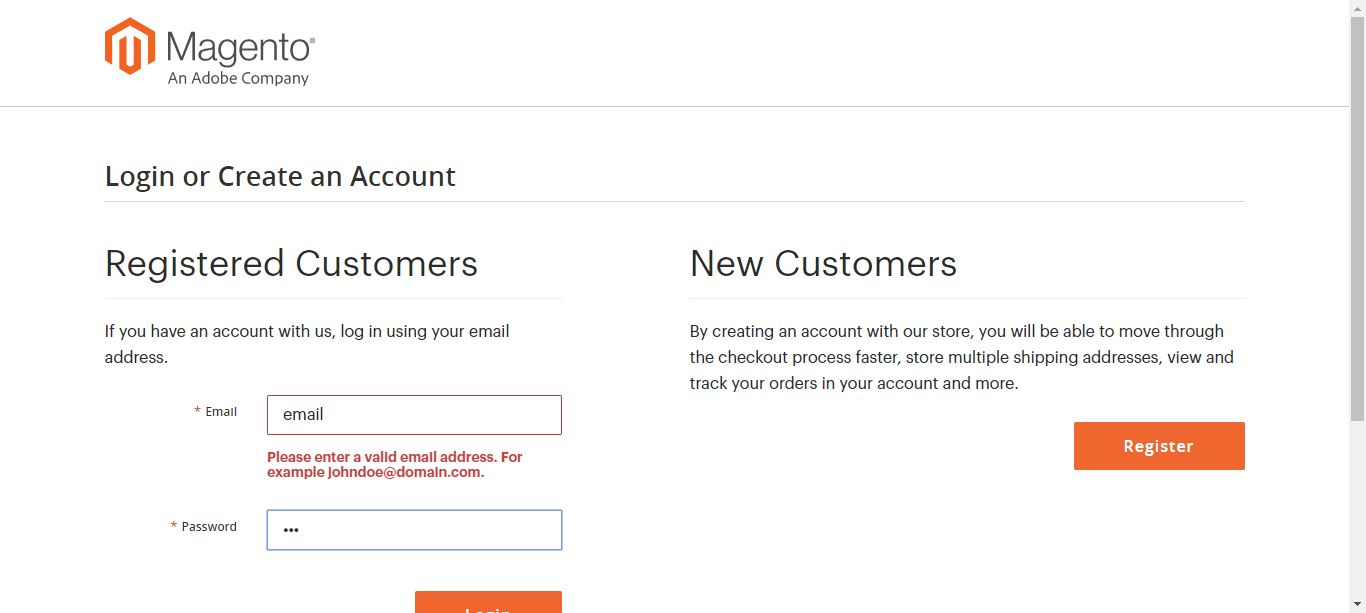 Magento®
An Adobe Company
Login or Create an Account
Registered Customers
If you have an account with us, log in using your email
address.
* Email
email
Please enter a valid email address. For
example johndoe@domain.com.
* Password
•••
Login
New Customers
By creating an account with our store, you will be able to move through
the checkout process faster, store multiple shipping addresses, view and
track your orders in your account and more.
Register